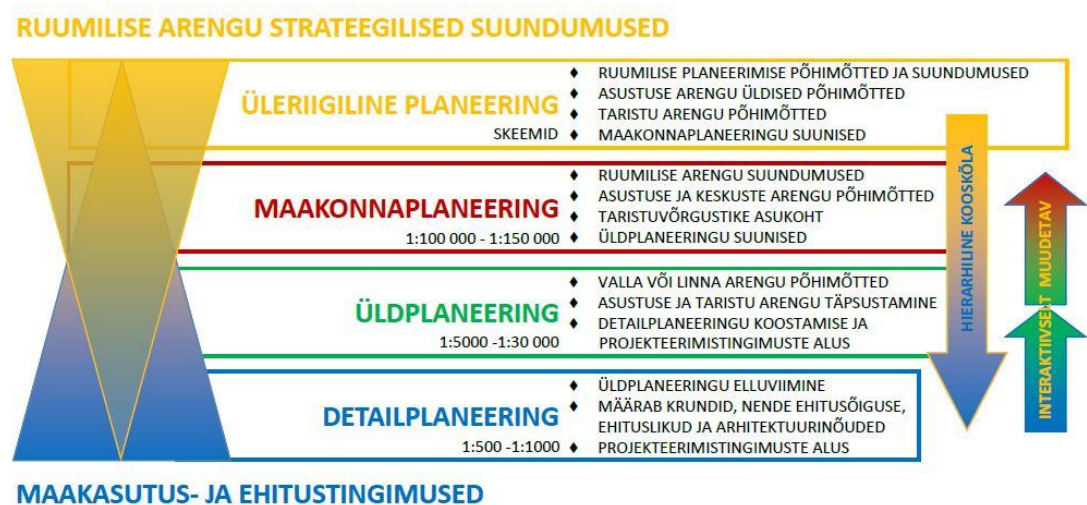 RUUMILISE ARENGU STRATEEGILISED SUUNDUMUSED
ÜLERIIGILINE PLANEERING
SKEEMID
♦ RUUMILISE PLANEERIMISE PÕHIMÕTTED JA SUUNDUMUSED
♦ ASUSTUSE ARENGU ÜLDISED PÕHIMÕTTED
♦ TARISTU ARENGU PÕHIMÕTTED
♦ MAAKONNAPLANEERINGU SUUNISED
MAAKONNAPLANEERING
1:100 000 - 1:150 000
♦ RUUMILISE ARENGU SUUNDUMUSED
♦ ASUSTUSE JA KESKUSTE ARENGU PÕHIMÕTTED
♦ TARISTUVÕRGUSTIKE ASUKOHT
♦ ÜLDPLANEERINGU SUUNISED
ÜLDPLANEERING
1:5000 -1:30 000
♦ VALLA VÕI LINNA ARENGU PÕHIMÕTTED
♦ ASUSTUSE JA TARISTU ARENGU TÄPSUSTAMINE
♦ DETAILPLANEERINGU KOOSTAMISE JA
PROJEKTEERIMISTINGIMUSTE ALUS
DETAILPLANEERING
1:500 -1:1000
♦ ÜLDPLANEERINGU ELLUVIIMINE
♦ MÄÄRAB KRUNDID, NENDE EHITUSÕIGUSE,
EHITUSLIKUD JA ARHITEKTUURINÕUDED
♦ PROJEKTEERIMISTINGIMUSTE ALUS
HIERARHILINE KOOSKÕLA
INTERAKTIIVSELT MUUDETAV
MAAKASUTUS- JA EHITUSTINGIMUSED